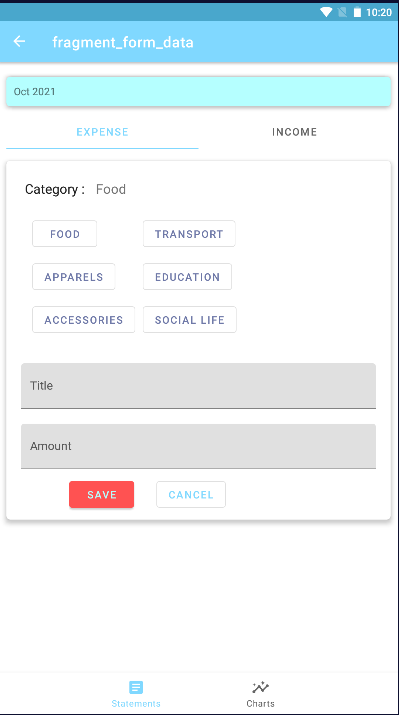 10:20
fragment_form_data
Oct 2021
EXPENSE INCOME
Category : Food
FOOD TRANSPORT
APPARELS EDUCATION
ACCESSORIES SOCIAL LIFE
Title
Amount
SAVE CANCEL
Statements Charts